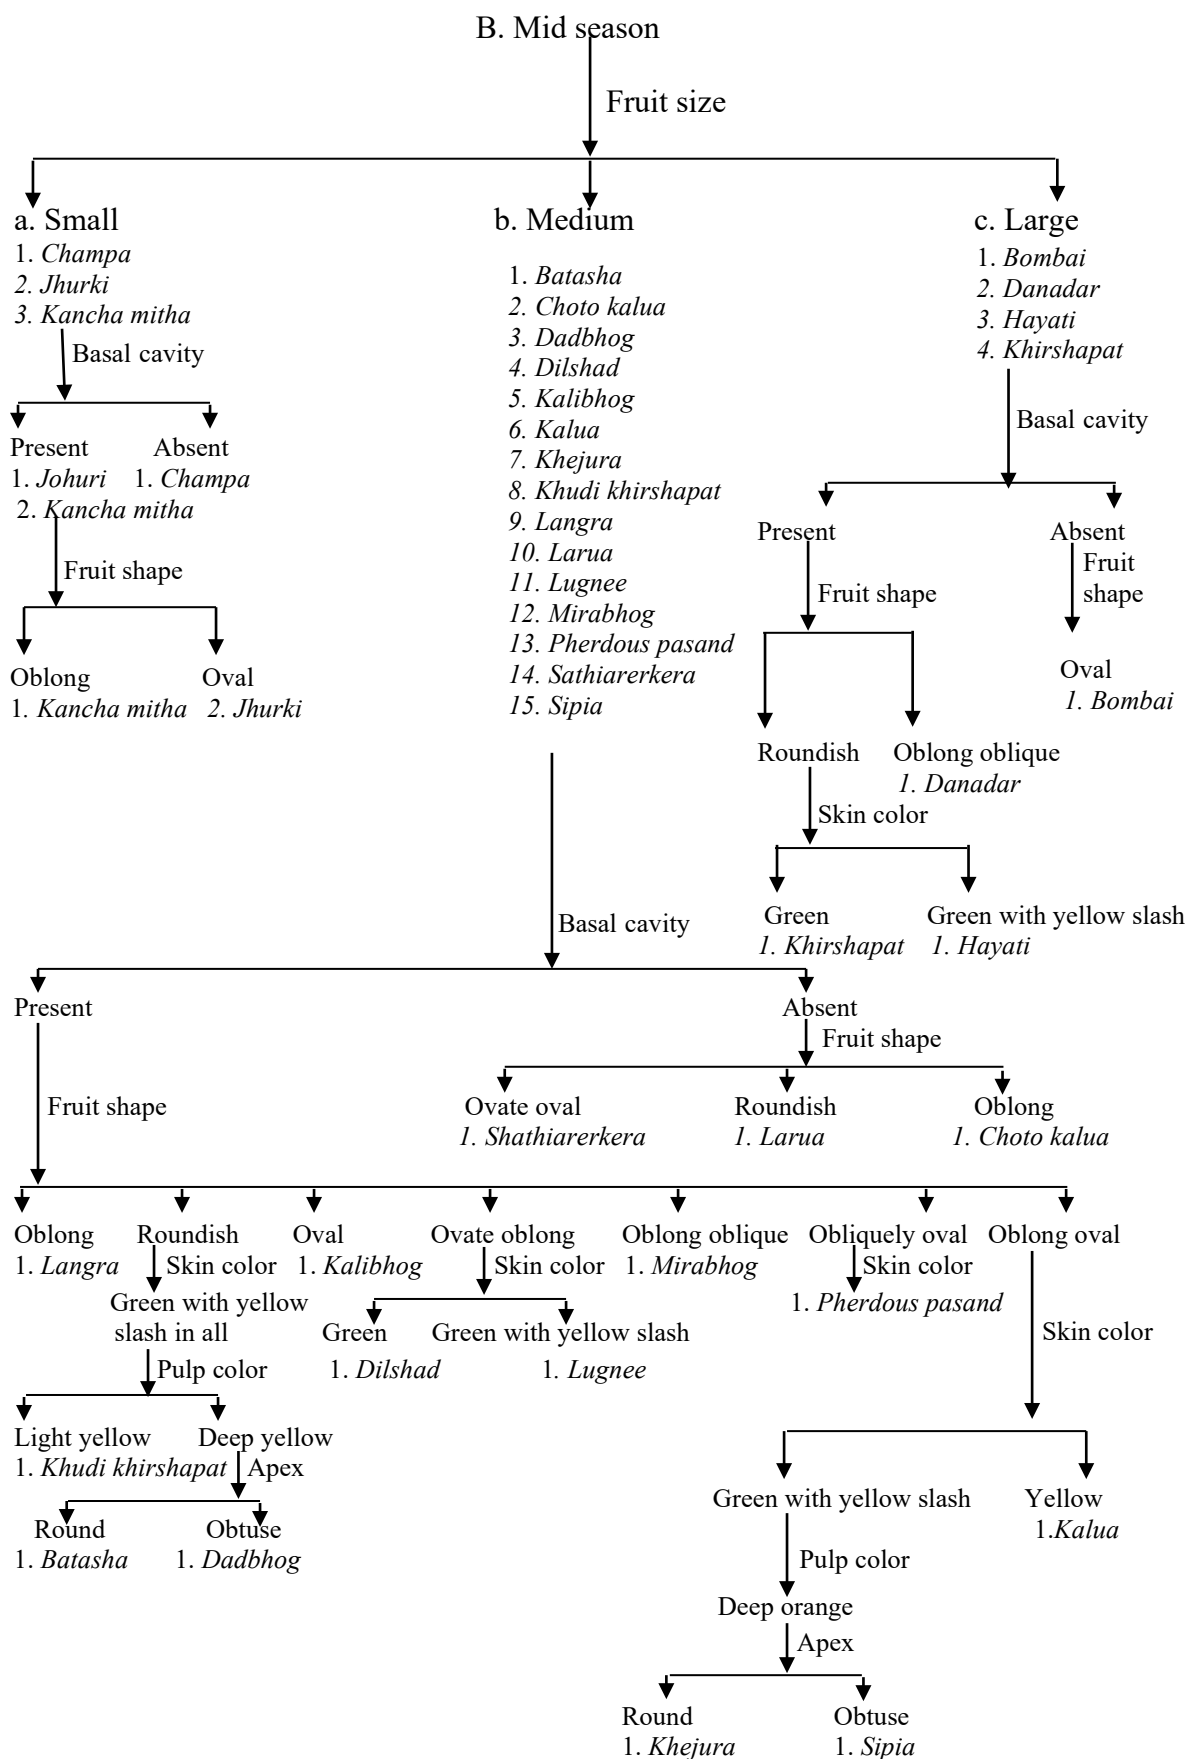 B. Mid season
Fruit size
a. Small
1. Champa
2. Jhurki
3. Kancha mitha
Basal cavity
Present
1. Johuri
2. Kancha mitha
Absent
1. Champa
Fruit shape
Oblong
1. Kancha mitha
Oval
2. Jhurki
b. Medium
1. Batasha
2. Choto kalua
3. Dadbhog
4. Dilshad
5. Kalibhog
6. Kalua
7. Khejura
8. Khudi khirshapat
9. Langra
10. Larua
11. Lugnee
12. Mirabhog
13. Pherdous pasand
14. Sathiarerkera
15. Sipia
c. Large
1. Bombai
2. Danadar
3. Hayati
4. Khirshapat
Basal cavity
Present
Fruit shape
Absent
Fruit
shape
Oval
1. Bombai
Roundish
Oblong oblique
1. Danadar
Skin color
Green
1. Khirshapat
Green with yellow slash
1. Hayati
Basal cavity
Present
Absent
Fruit shape
Ovate oval
1. Shathiarerkera
Roundish
1. Larua
Oblong
1. Choto kalua
Fruit shape
Oblong
1. Langra
Roundish
Skin color
Green with yellow
slash in all
Pulp color
Light yellow
1. Khudi khirshapat
Deep yellow
Apex
Round
1. Batasha
Obtuse
1. Dadbhog
Oval
1. Kalibhog
Ovate oblong
Skin color
Green
1. Dilshad
Green with yellow slash
1. Lugnee
Oblong oblique
1. Mirabhog
Obliquely oval
Skin color
1. Pherdous pasand
Oblong oval
Skin color
Green with yellow slash
Yellow
1.Kalua
Pulp color
Deep orange
Apex
Round
1. Khejura
Obtuse
1. Sipia